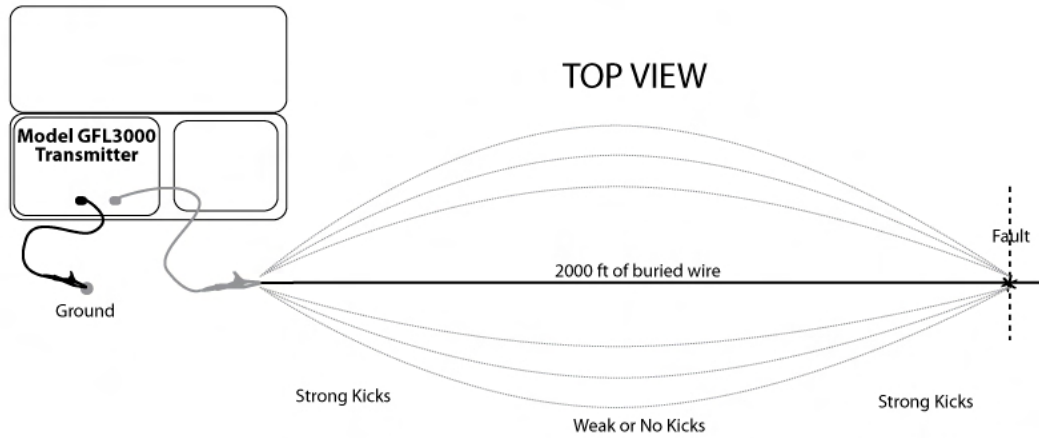 TOP VIEW
Model GFL3000
Transmitter
Fault
2000 ft of buried wire
Ground
Strong Kicks
Weak or No Kicks
Strong Kicks